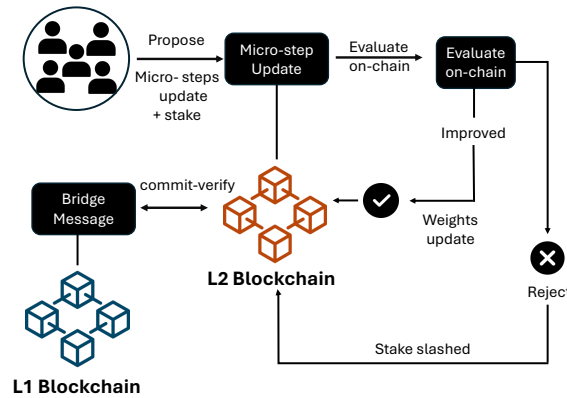 Propose
Micro- steps
update
+ stake
Micro-step
Update
Evaluate
on-chain
Evaluate
on-chain
Improved
Weights
update
Bridge
Message
commit-verify
L2 Blockchain
Reject
Stake slashed
L1 Blockchain